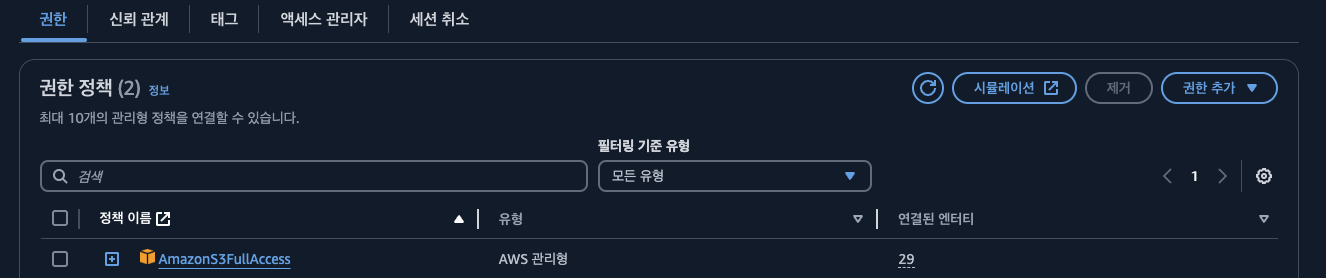 권한 신뢰 관계 태그 액세스 관리자 세션 취소
권한 정책 (2) 정보
시뮬레이션 제거 권한 추가
최대 10개의 관리형 정책을 연결할 수 있습니다.
필터링 기준 유형
검색 모든 유형 1
정책 이름 유형 연결된 엔터티
AmazonS3FullAccess AWS 관리형 29